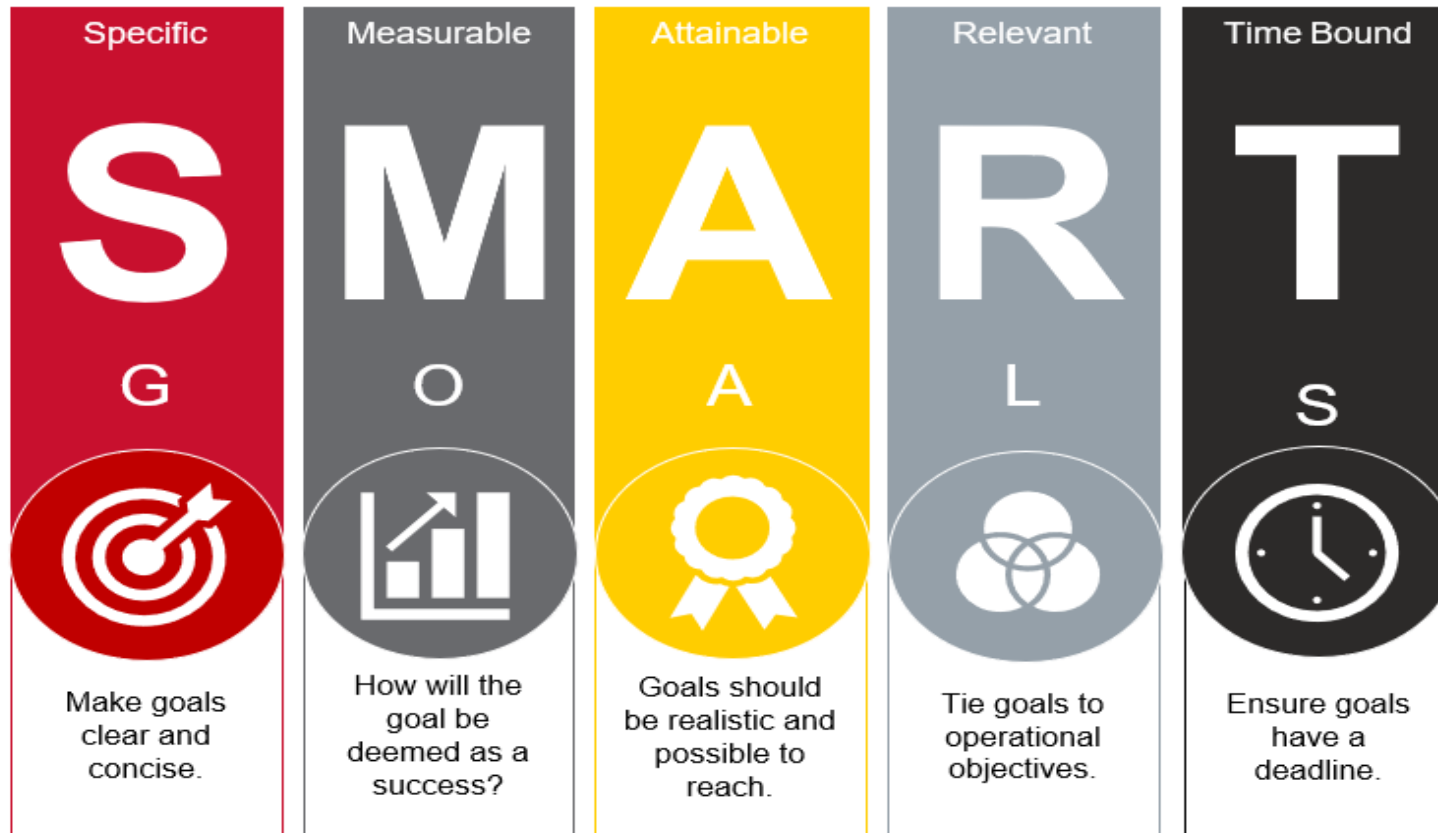 Specific
S
G
Make goals
clear and
concise.
Measurable
M
O
How will the
goal be
deemed as a
success?
Attainable
A
A
Goals should
be realistic and
possible to
reach.
Relevant
R
L
Tie goals to
operational
objectives.
Time Bound
T
S
Ensure goals
have a
deadline.